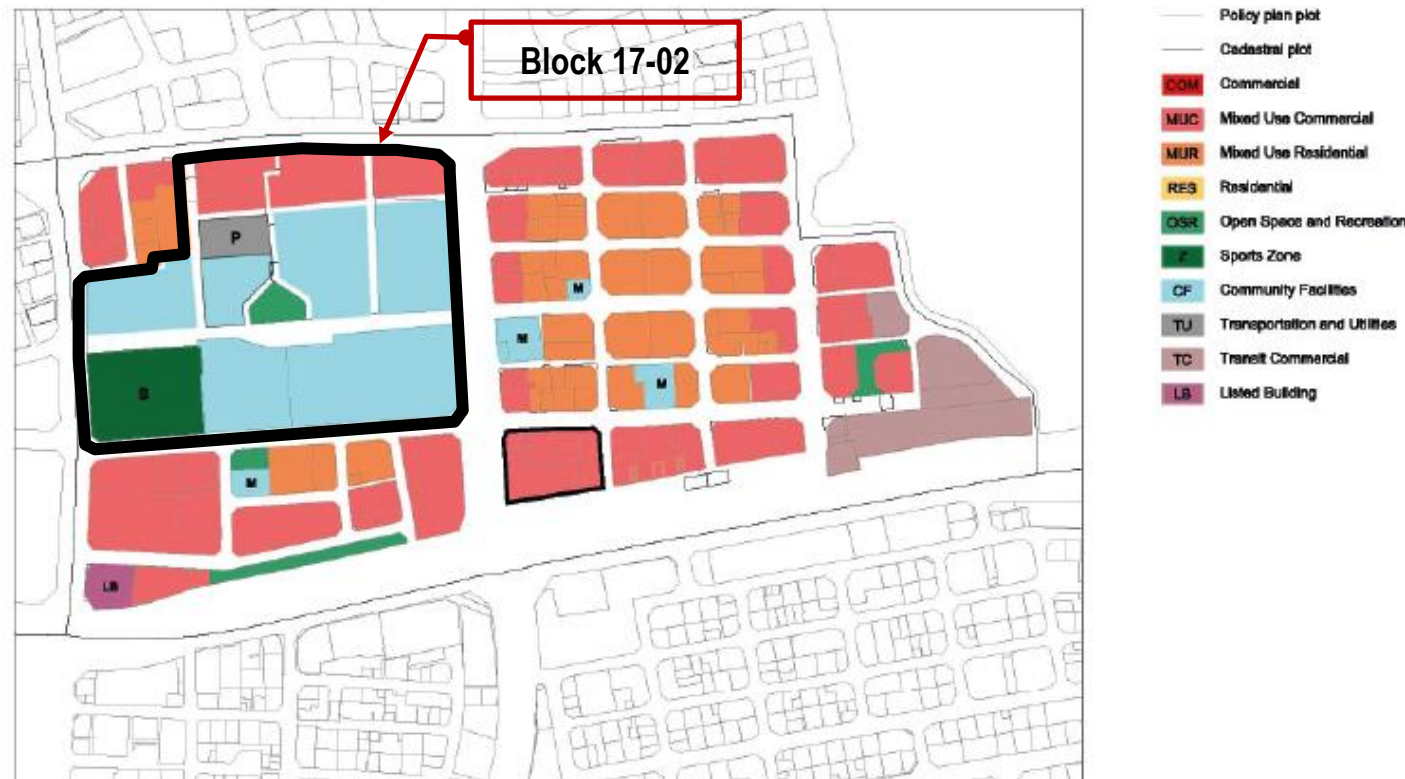 Block 17-02
P
M
M
M
S
M
LB
Policy plan plot
Cadastral plot
COM Commercial
MUC Mixed Use Commercial
MUR Mixed Use Residential
RES Residential
OSR Open Space and Recreation
Sports Zone
CF Community Facilities
TU Transportation and Utilities
TC Transit Commercial
LB Listed Building